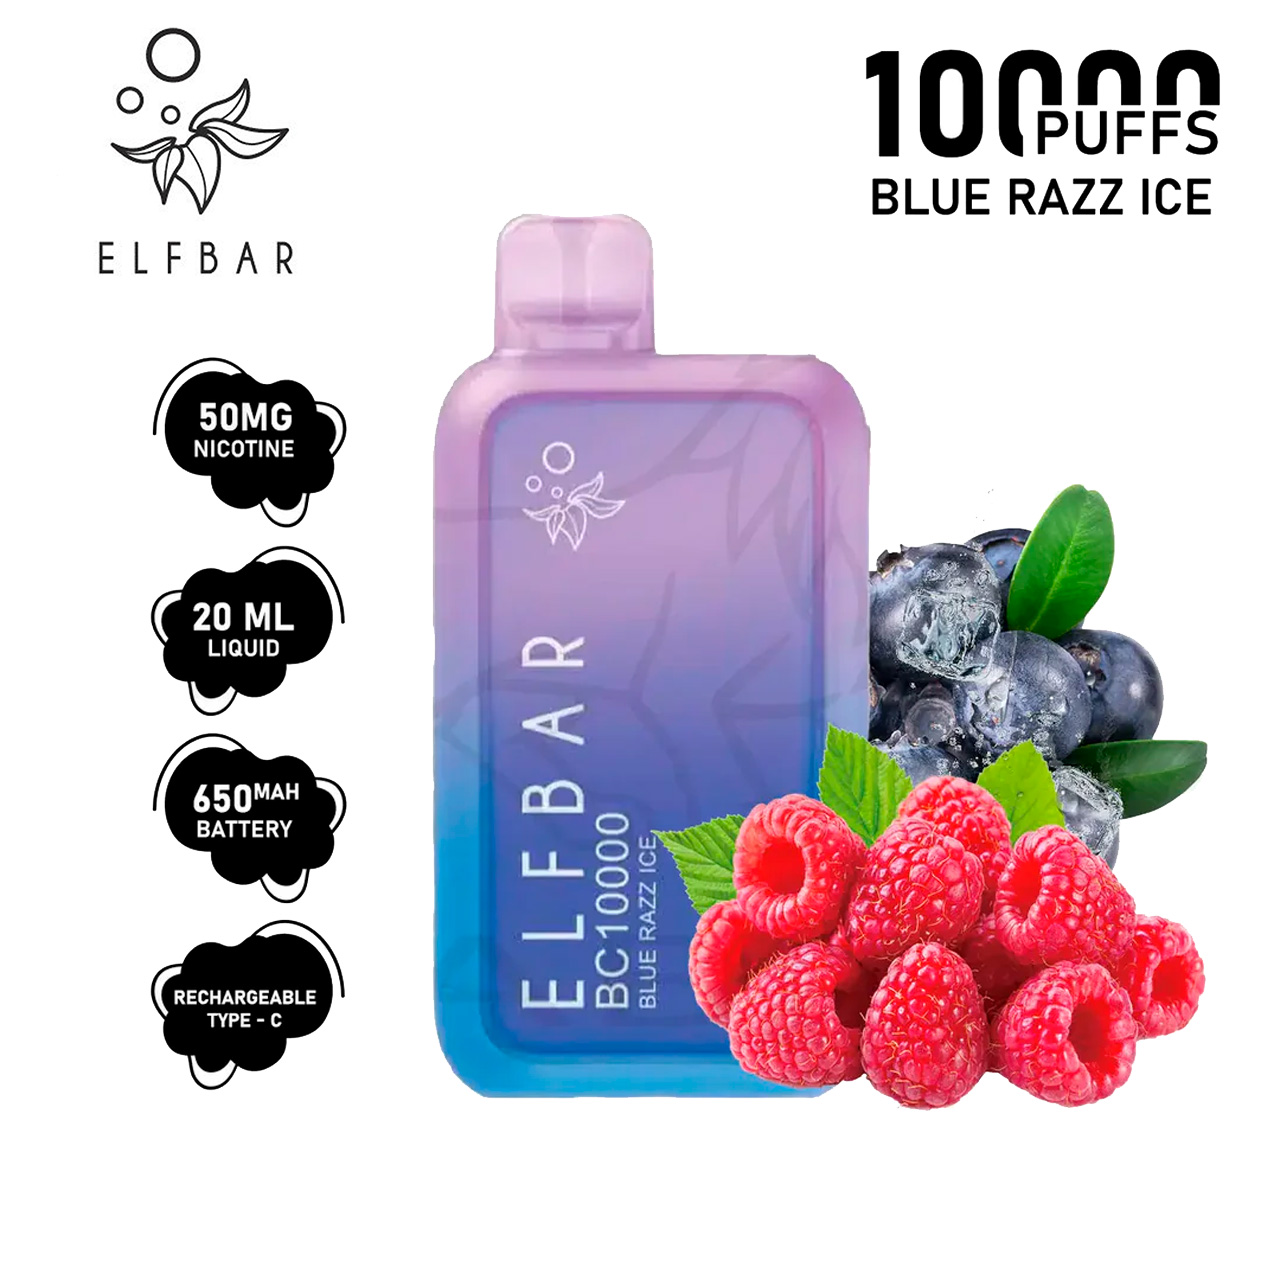 ELFBAR
10000
PUFFS
BLUE RAZZ ICE
50MG
NICOTINE
20 ML
LIQUID
650MAH
BATTERY
RECHARGEABLE
TYPE - C
ELFBAR
BC10000
BLUE RAZZ ICE